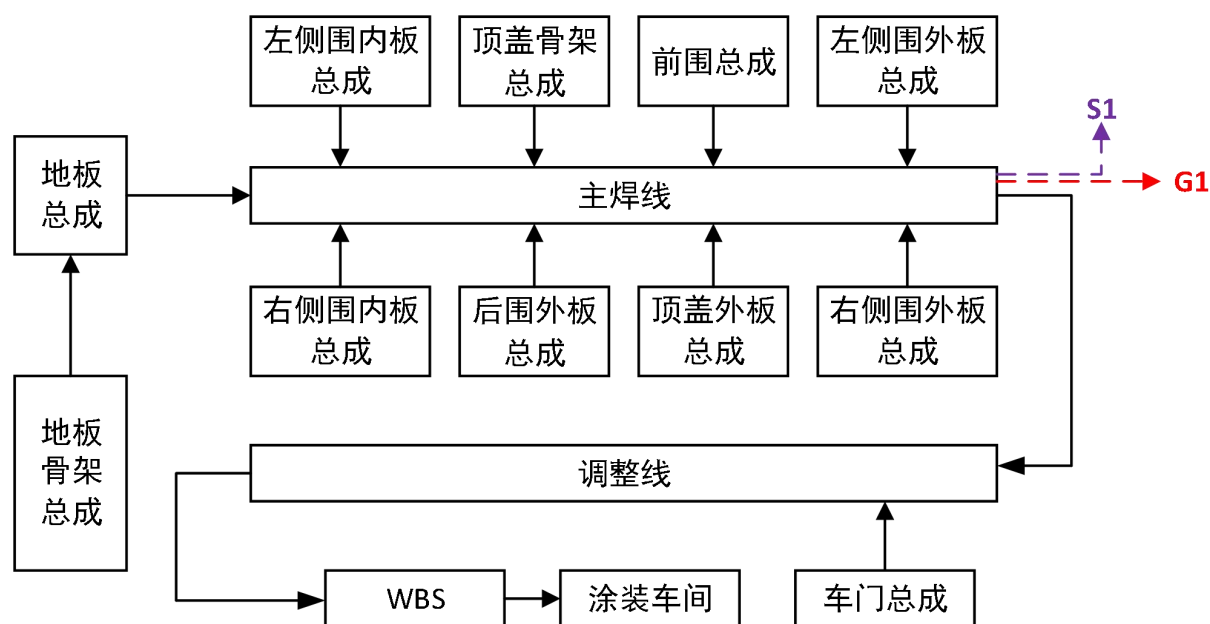 左侧围内板
总成
顶盖骨架
总成
前围总成
左侧围外板
总成
S1
G1
地板
总成
主焊线
右侧围内板
总成
后围外板
总成
顶盖外板
总成
右侧围外板
总成
地板
骨架
总成
调整线
WBS
涂装车间
车门总成